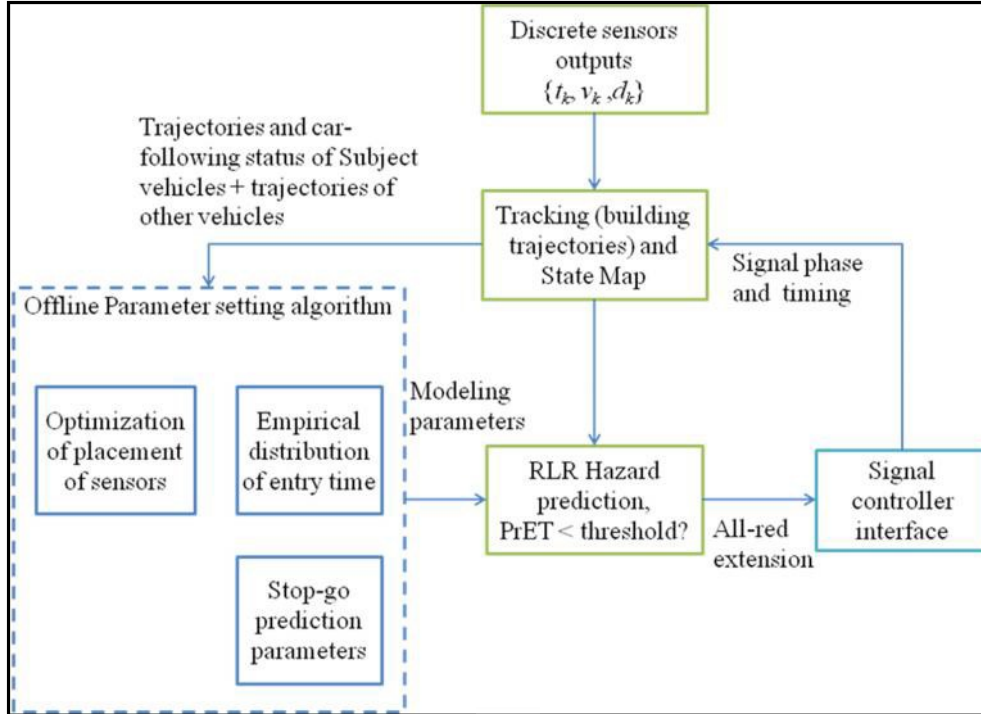 Discrete sensors
outputs
{tk, vk ,dk}
Trajectories and car-
following status of Subject
vehicles + trajectories of
other vehicles
Tracking (building
trajectories) and
State Map
Signal phase
and timing
Offline Parameter setting algorithm
Optimization
of placement
of sensors
Empirical
distribution
of entry time
Modeling
parameters
RLR Hazard
prediction,
PrET < threshold?
All-red
extension
Signal
controller
interface
Stop-go
prediction
parameters